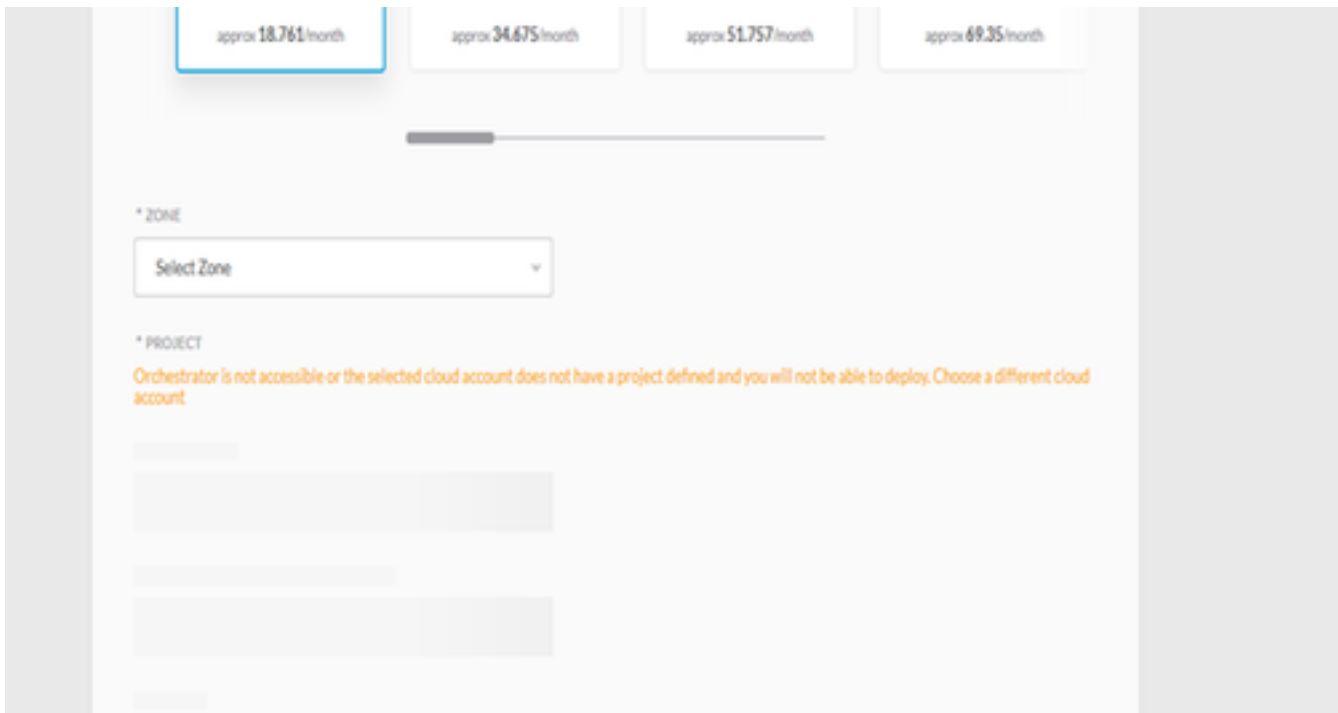 approx 18.761/month approx 34.675/month approx 51.757/month approx 69.35/month
* ZONE
Select Zone
* PROJECT
Orchestrator is not accessible or the selected cloud account does not have a project defined and you will not be able to deploy. Choose a different cloud
account